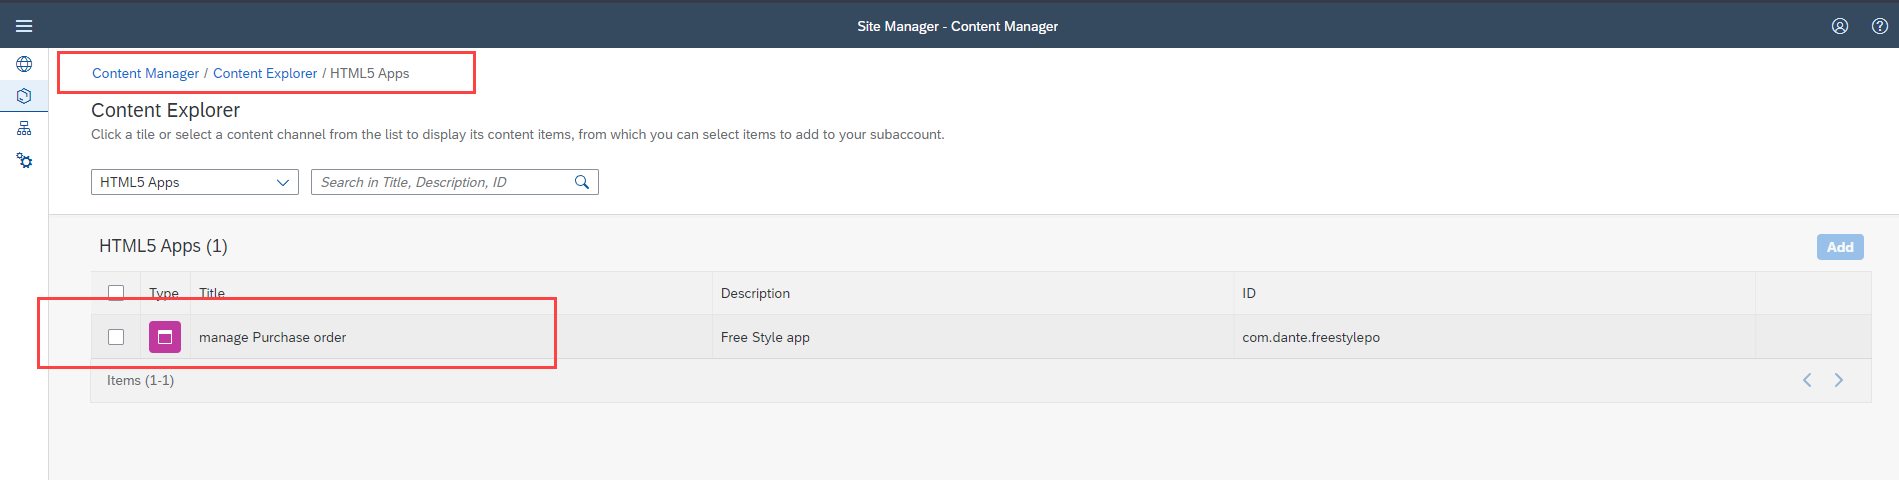 Site Manager - Content Manager
Content Manager / Content Explorer / HTML5 Apps
Content Explorer
Click a tile or select a content channel from the list to display its content items, from which you can select items to add to your subaccount.
HTML5 Apps Search in Title, Description, ID
HTML5 Apps (1) Add
Type Title Description ID
manage Purchase order Free Style app com.dante.freestylepo
Items (1-1)